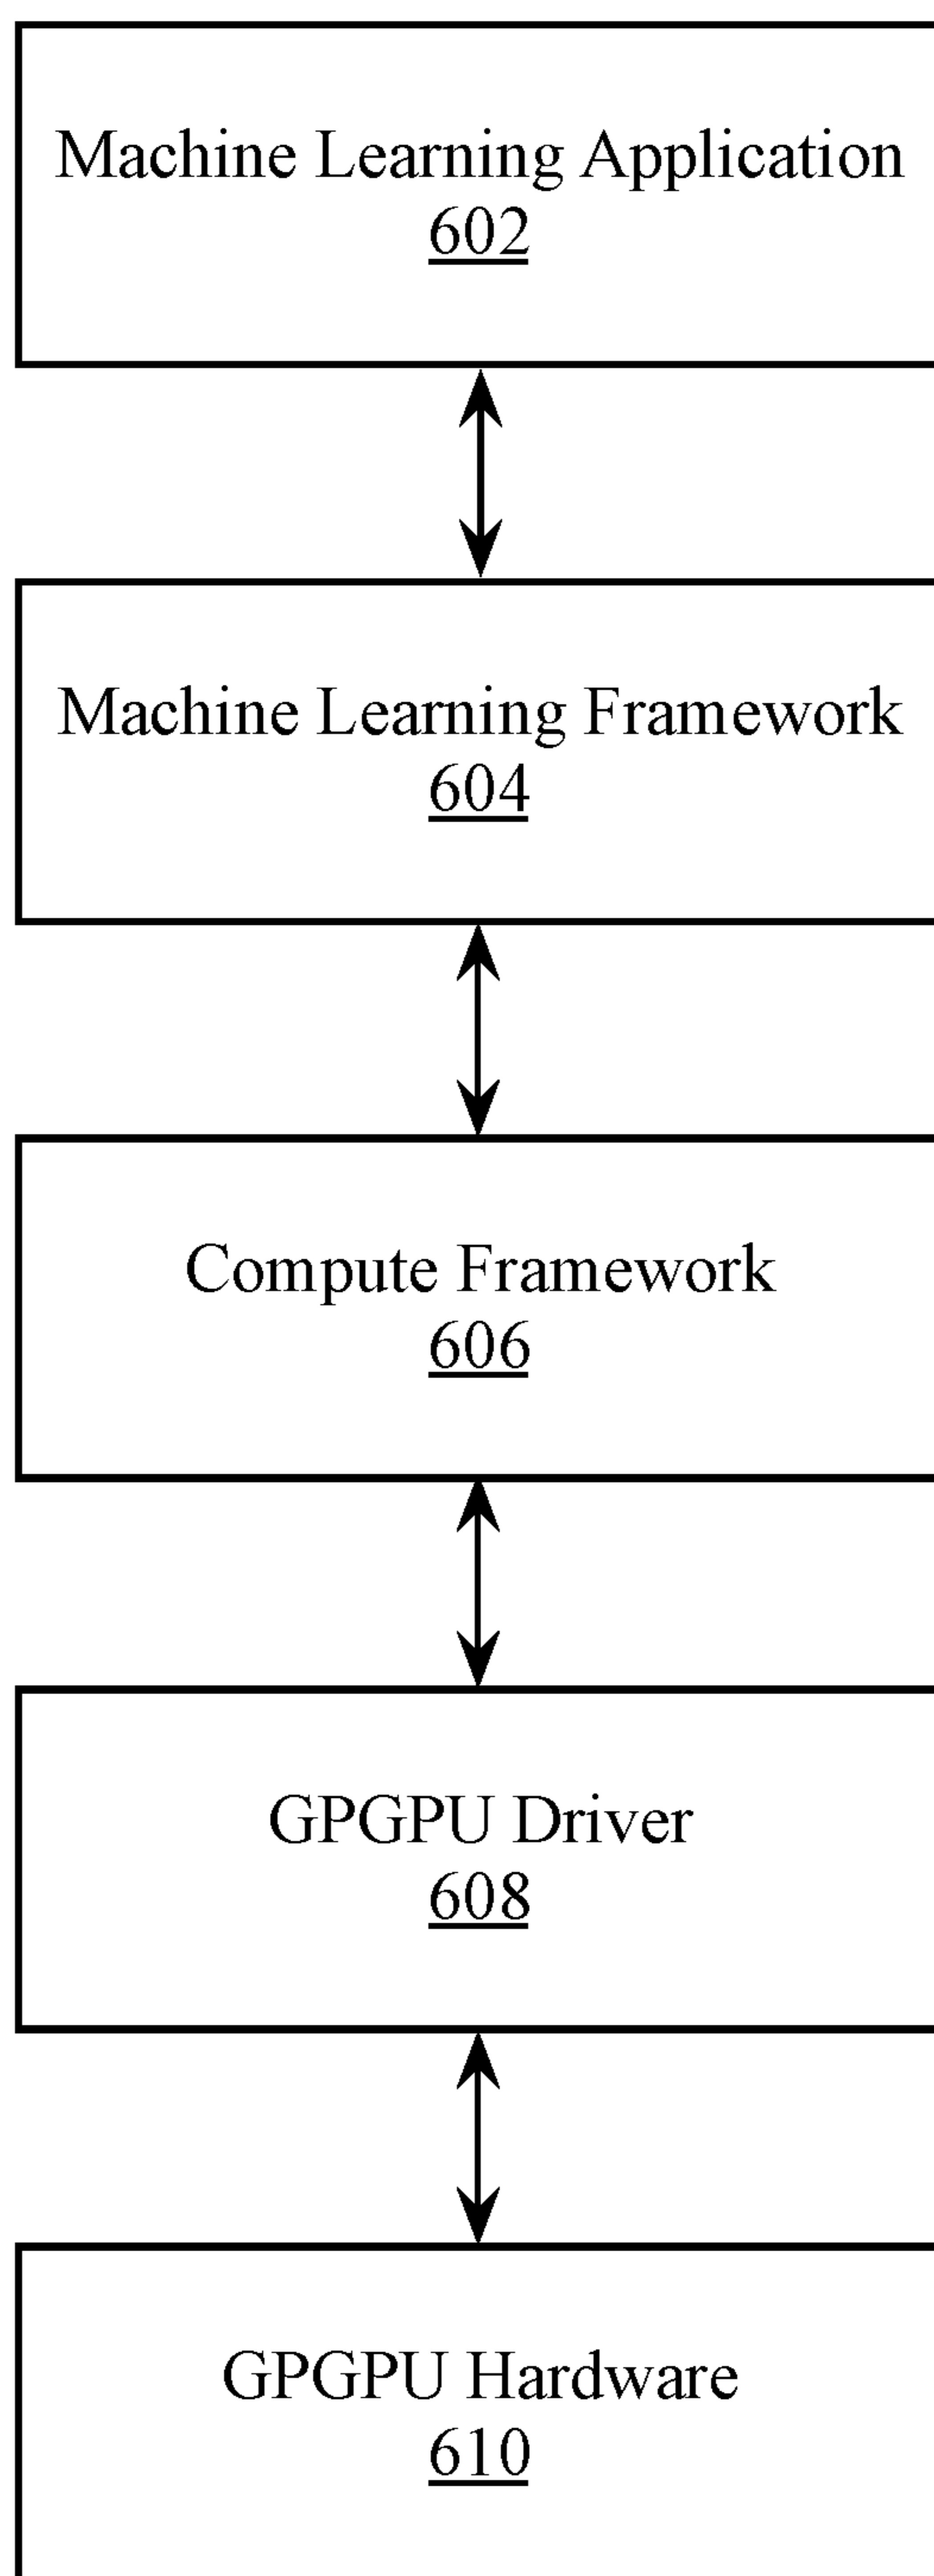 Machine Learning Application
602
Machine Learning Framework
604
Compute Framework
606
GPGPU Driver
608
GPGPU Hardware
610